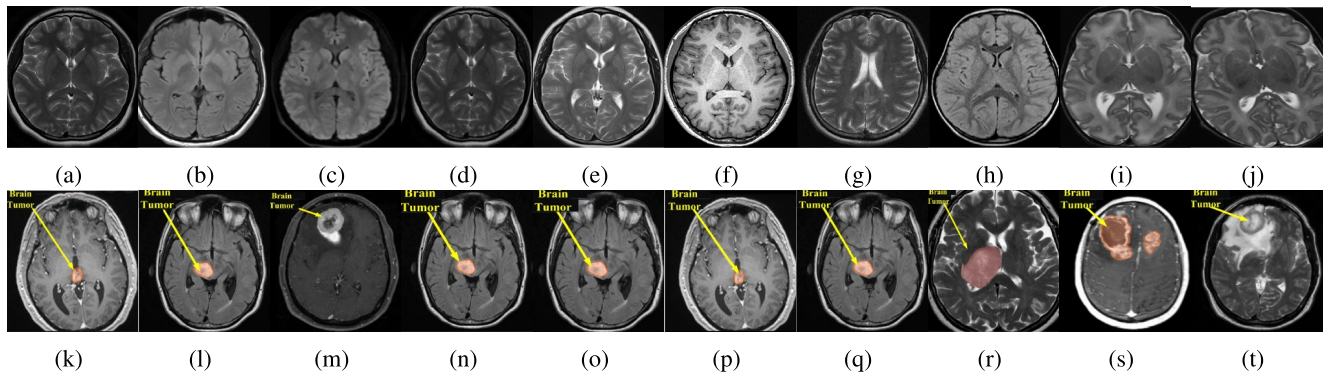 (a) (b) (c) (d) (e) (f) (g) (h) (i) (j)
Brain
Tumor
Brain
Tumor
Brain
Tumor
Brain
Tumor
Brain
Tumor
Brain
Tumor
Brain
Tumor
Brain
Tumor
Brain
Tumor
Brain
Tumor
(k) (l) (m) (n) (o) (p) (q) (r) (s) (t)